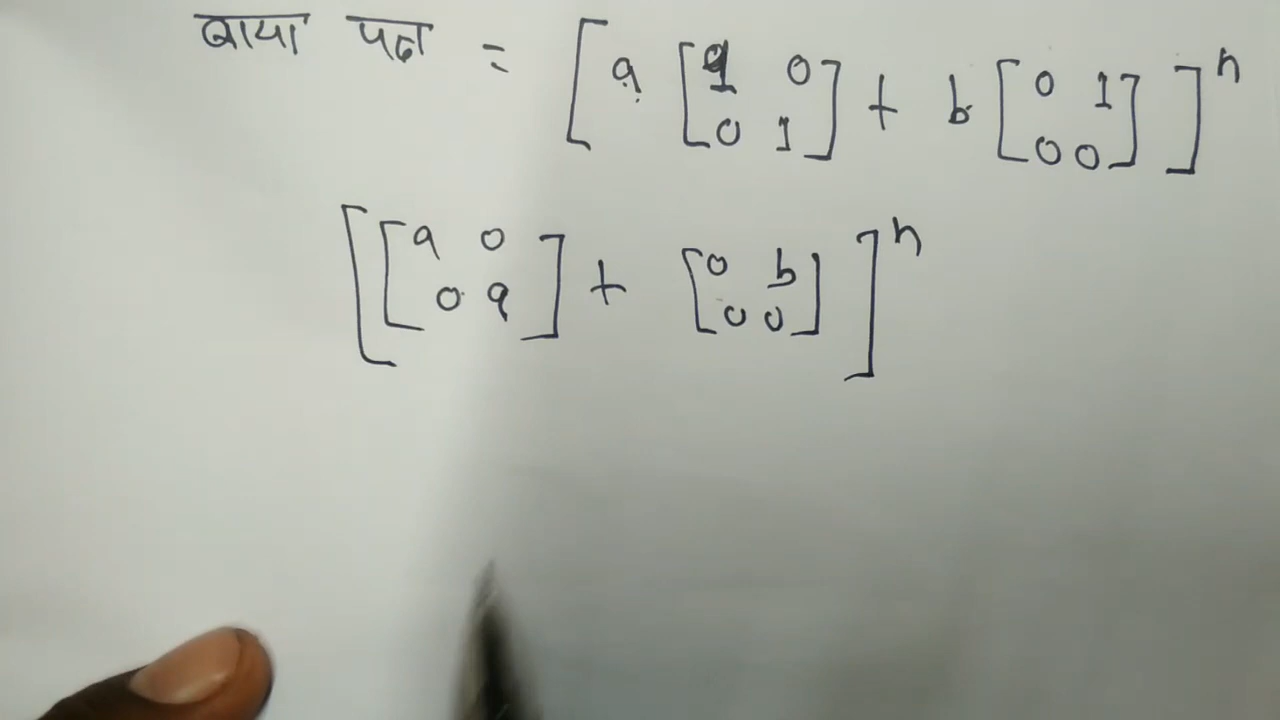 बाया पक्ष = [ a [ 1 0 0 1 ] + b [ 0 1 0 0 ] ]^n
[ [ a 0 0 a ] + [ 0 b 0 0 ] ]^n